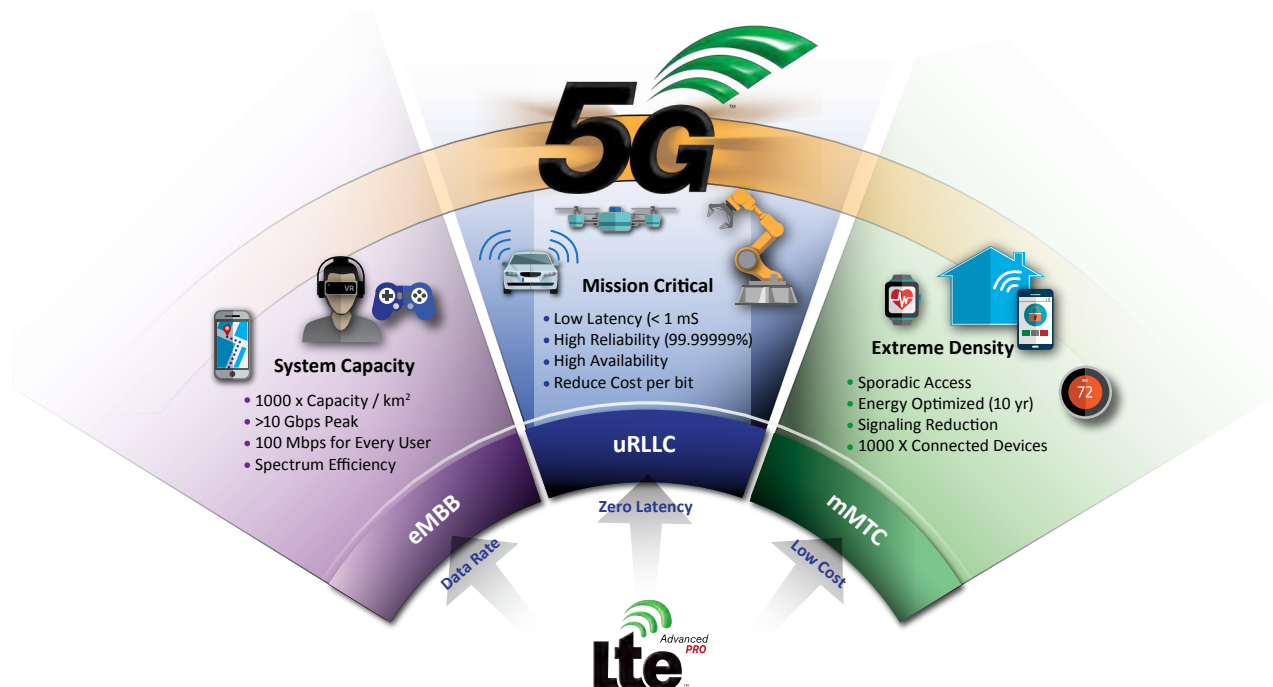 5G
™
Mission Critical
• Low Latency (< 1 mS
• High Reliability (99.99999%)
• High Availability
• Reduce Cost per bit
VR
System Capacity
• 1000 x Capacity / km²
• >10 Gbps Peak
• 100 Mbps for Every User
• Spectrum Efficiency
Extreme Density
• Sporadic Access
• Energy Optimized (10 yr)
• Signaling Reduction
• 1000 X Connected Devices
72
eMBB
uRLLC
mMTC
Data Rate
Zero Latency
Low Cost
lte
Advanced
PRO
™